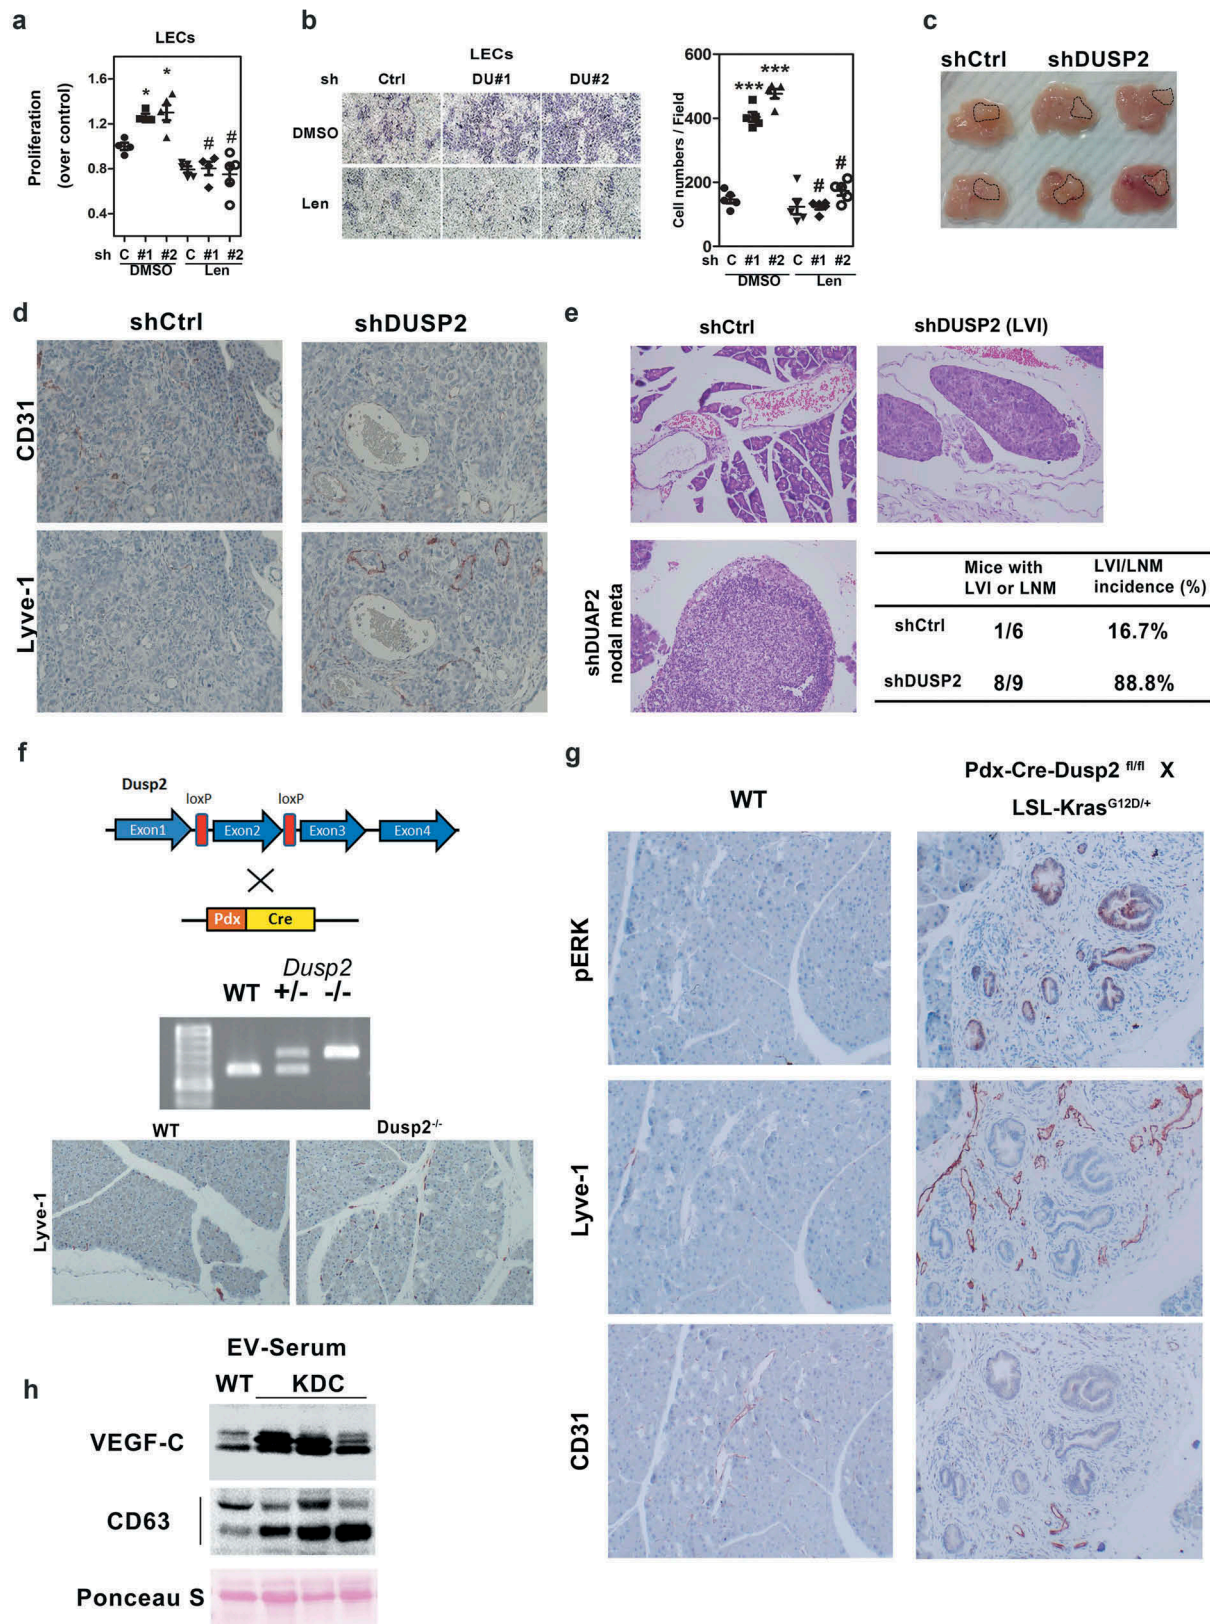 a
LECs
Proliferation
(over control)
1.6
1.2
0.8
0.4
*
*
#
#
sh C #1 #2 C #1 #2
DMSO Len
b
LECs
sh Ctrl DU#1 DU#2
DMSO
Len
Cell numbers / Field
600
400
200
0
***
***
#
#
sh C #1 #2 C #1 #2
DMSO Len
c
shCtrl shDUSP2
d
shCtrl shDUSP2
CD31
Lyve-1
e
shCtrl shDUSP2 (LVI)
shDUAP2
nodal meta
Mice with LVI/LNM
LVI or LNM incidence (%)
shCtrl 1/6 16.7%
shDUSP2 8/9 88.8%
f
Dusp2
loxP loxP
Exon1 Exon2 Exon3 Exon4
Pdx Cre
Dusp2
WT +/- -/-
WT Dusp2-/-
Lyve-1
g
WT
Pdx-Cre-Dusp2 fl/fl X
LSL-KrasG12D/+
pERK
Lyve-1
CD31
h
EV-Serum
WT KDC
VEGF-C
CD63
Ponceau S